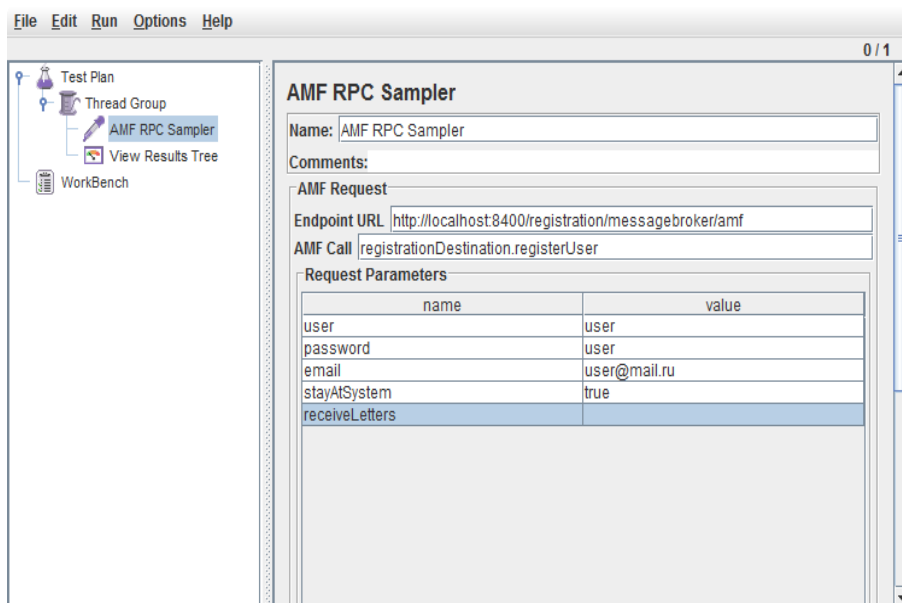 File Edit Run Options Help
0 / 1
Test Plan
Thread Group
AMF RPC Sampler
View Results Tree
WorkBench
AMF RPC Sampler
Name: AMF RPC Sampler
Comments:
AMF Request
Endpoint URL http://localhost:8400/registration/messagebroker/amf
AMF Call registrationDestination.registerUser
Request Parameters
name value
user user
password user
email user@mail.ru
stayAtSystem true
receiveLetters